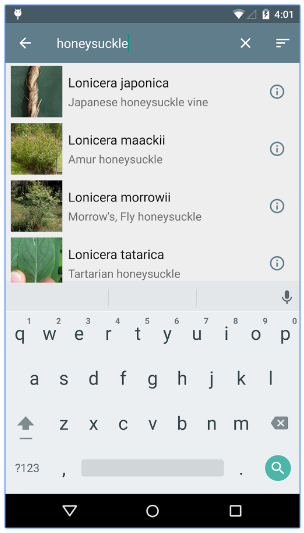 4:01
honeysuckle
Lonicera japonica
Japanese honeysuckle vine
Lonicera maackii
Amur honeysuckle
Lonicera morrowii
Morrow's, Fly honeysuckle
Lonicera tatarica
Tartarian honeysuckle
1 2 3 4 5 6 7 8 9 0
q w e r t y u i o p
a s d f g h j k l
z x c v b n m
?123 , .